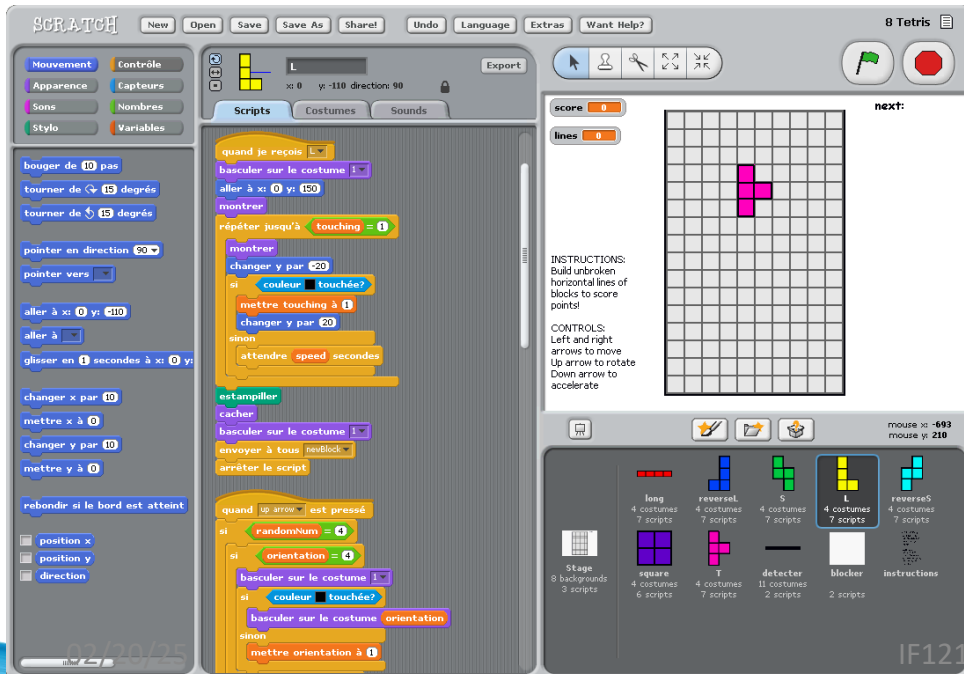 SCRATCH New Open Save Save As Share! Undo Language Extras Want Help? 8 Tetris
Mouvement Contrôle
Apparence Capteurs
Sons Nombres
Stylo Variables
bouger de 10 pas
tourner de 15 degrés
tourner de 15 degrés
pointer en direction 90
pointer vers
aller à x: 0 y: -110
aller à
glisser en 1 secondes à x: 0 y:
changer x par 10
mettre x à 0
changer y par 10
mettre y à 0
rebondir si le bord est atteint
position x
position y
direction
L
Export
x: 0 y: -110 direction: 90
Scripts Costumes Sounds
quand je reçois L
basculer sur le costume 1
aller à x: 0 y: 150
montrer
répéter jusqu'à touching = 1
montrer
changer y par -20
si couleur touchée?
mettre touching à 1
changer y par 20
sinon
attendre speed secondes
estampiller
cacher
basculer sur le costume 1
envoyer à tous newBlock
arrêter le script
quand up arrow est pressé
si randomNum = 4
si orientation = 4
basculer sur le costume 1
si couleur touchée?
basculer sur le costume orientation
sinon
mettre orientation à 1
score 0
lines 0
next:
INSTRUCTIONS:
Build unbroken
horizontal lines of
blocks to score
points!
CONTROLS:
Left and right
arrows to move
Up arrow to rotate
Down arrow to
accelerate
mouse x: -693
mouse y: 210
Stage
8 backgrounds
3 scripts
long
4 costumes
7 scripts
reverseL
4 costumes
7 scripts
S
4 costumes
7 scripts
L
4 costumes
7 scripts
reverseS
4 costumes
7 scripts
square
4 costumes
6 scripts
T
4 costumes
7 scripts
detecter
11 costumes
2 scripts
blocker
2 scripts
instructions
02/20/25
IF121